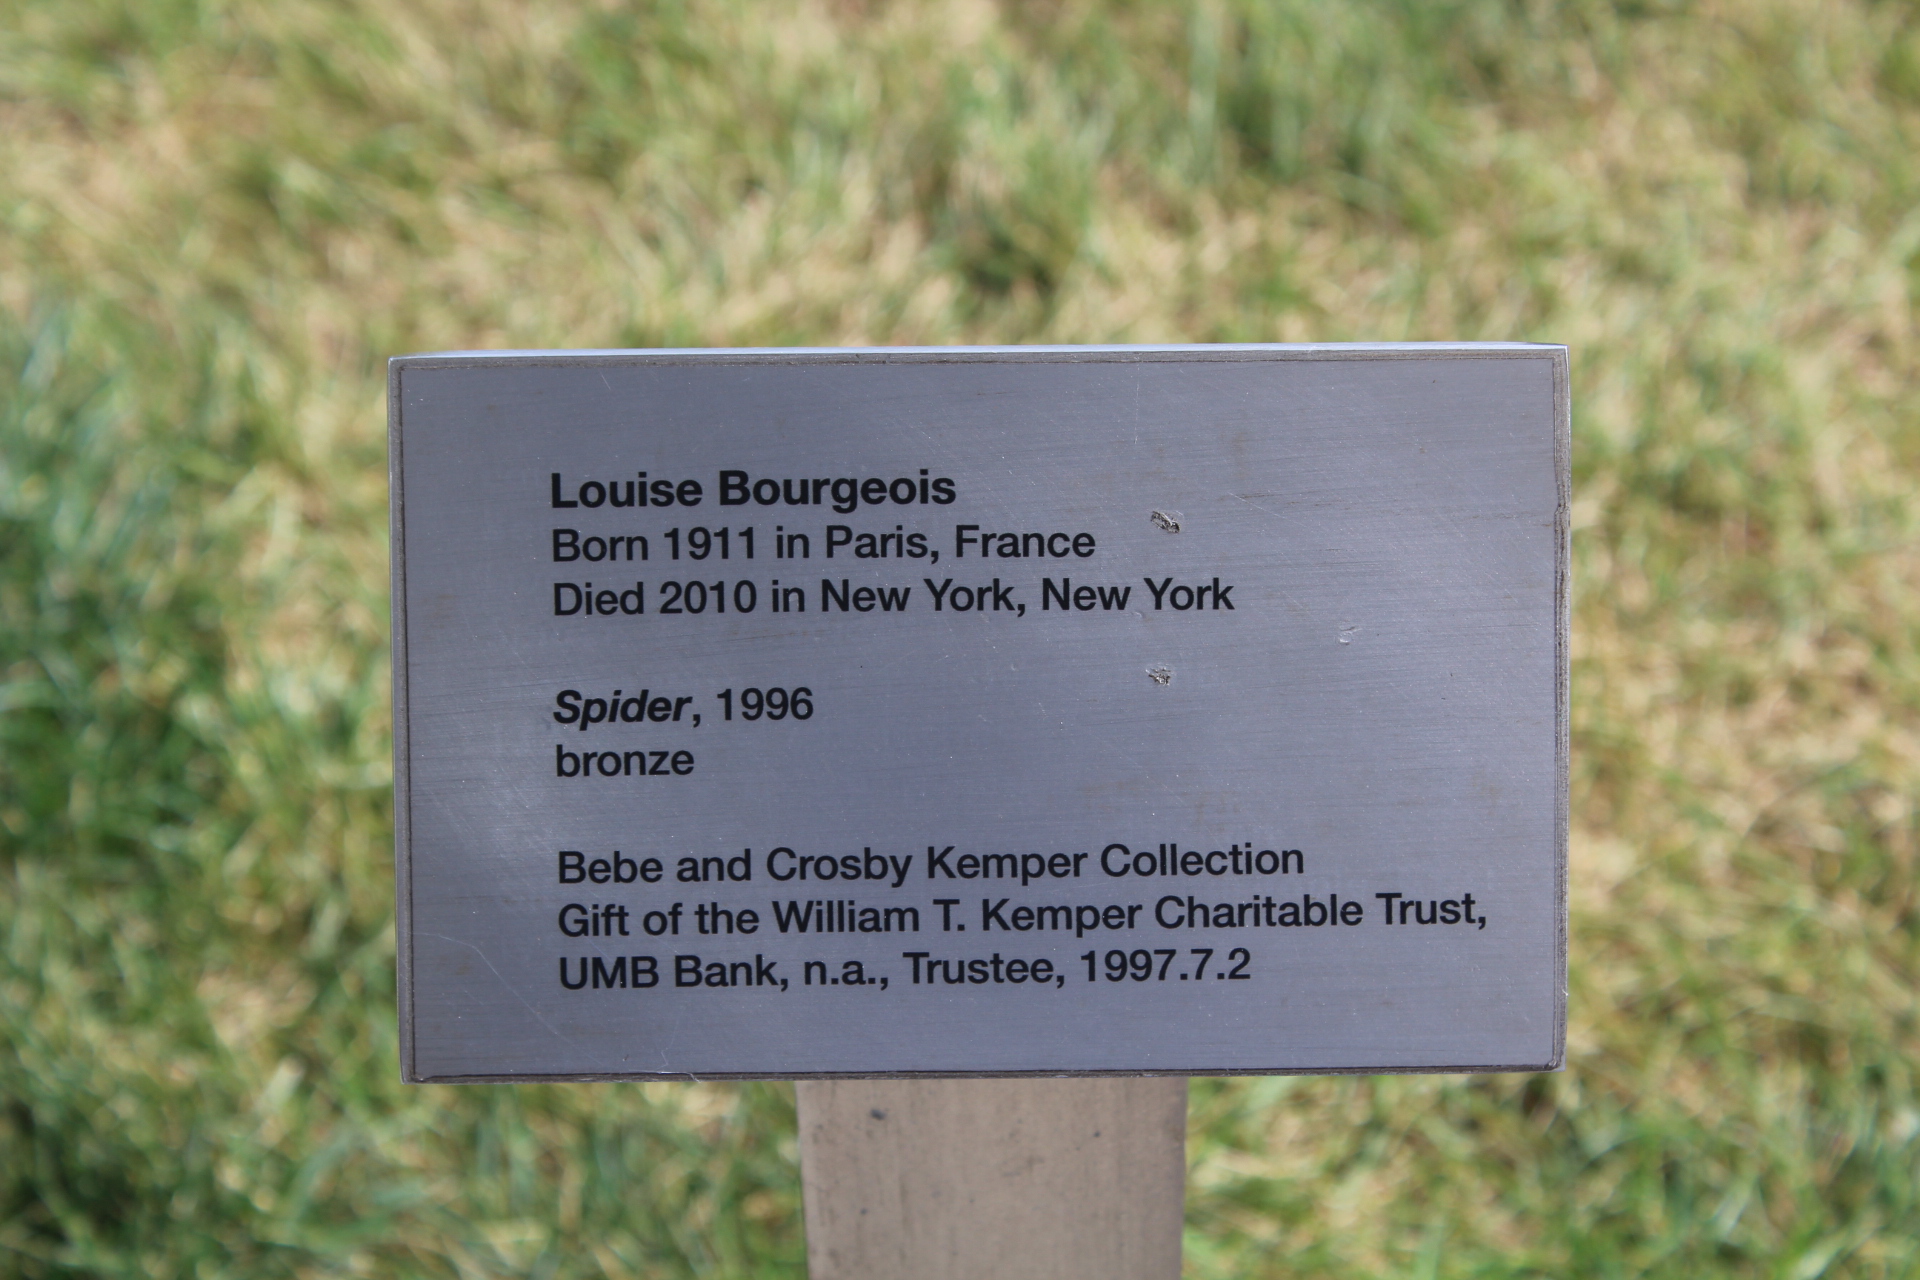 Louise Bourgeois
Born 1911 in Paris, France
Died 2010 in New York, New York
Spider, 1996
bronze
Bebe and Crosby Kemper Collection
Gift of the William T. Kemper Charitable Trust,
UMB Bank, n.a., Trustee, 1997.7.2